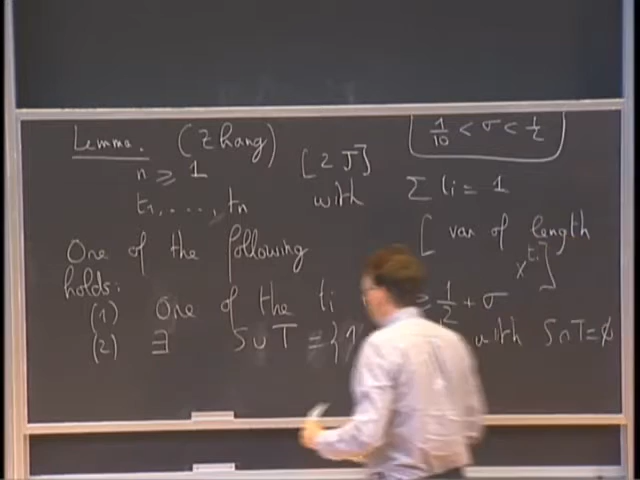 Lemma. (Zhang) 1/10 < σ < 1/2
n ≥ 1 [2J]
t₁, ...., tₙ with Σ ti = 1
One of the following [var of length
holds: x^{ti}]
(1) One of the ti ≥ 1/2 + σ
(2) ∃ S∪T = {1 with S∩T=∅